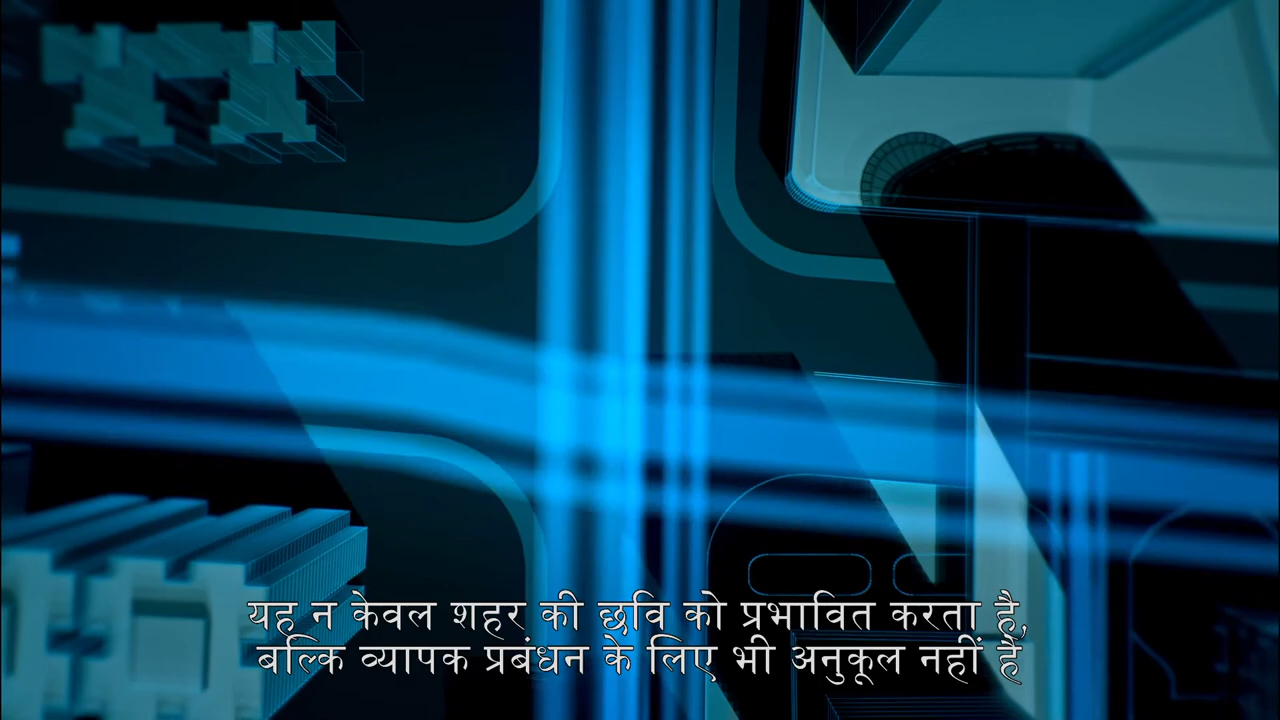 यह न केवल शहर की छवि को प्रभावित करता है,
बल्कि व्यापक प्रबंधन के लिए भी अनुकूल नहीं है